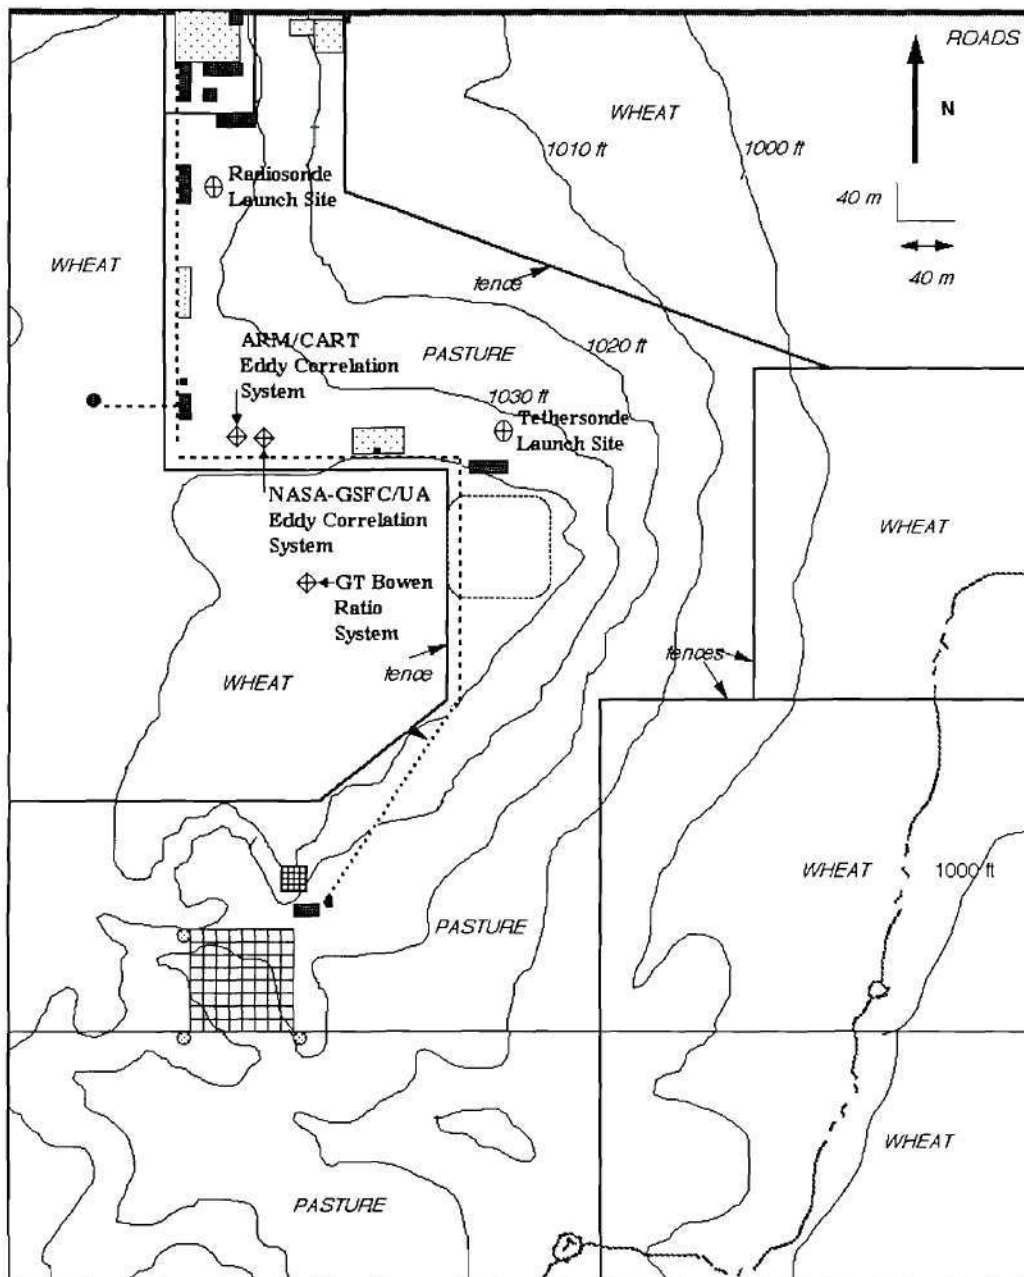 ROADS
WHEAT
N
1010 ft
1000 ft
Radiosonde
Launch Site
40 m
WHEAT
fence
40 m
ARM/CART
Eddy Correlation
System
PASTURE
1020 ft
1030 ft
Tethersonde
Launch Site
NASA-GSFC/UA
Eddy Correlation
System
WHEAT
GT Bowen
Ratio
System
fence
fences
WHEAT
WHEAT
1000 ft
PASTURE
WHEAT
PASTURE